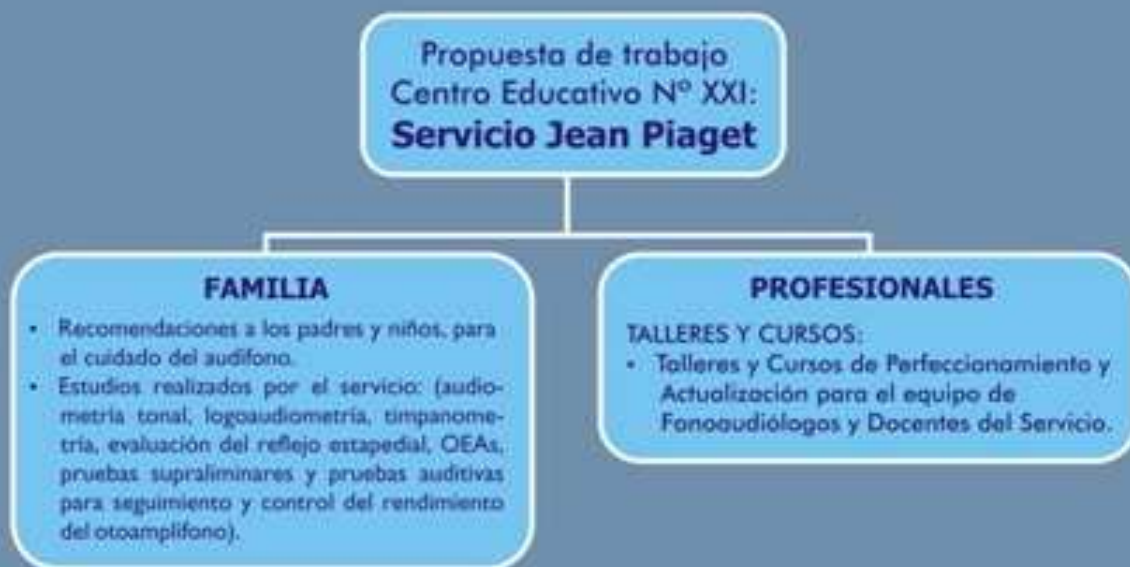 Propuesta de trabajo
Centro Educativo Nº XXI:
Servicio Jean Piaget
FAMILIA
• Recomendaciones a los padres y niños, para
el cuidado del audífono.
• Estudios realizados por el servicio: (audio-
metría tonal, logoaudiometría, timpanome-
tría, evaluación del reflejo estapedial, OEAs,
pruebas supraliminares y pruebas auditivas
para seguimiento y control del rendimiento
del otoamplífono).
PROFESIONALES
TALLERES Y CURSOS:
• Talleres y Cursos de Perfeccionamiento y
Actualización para el equipo de
Fonoaudiólogos y Docentes del Servicio.